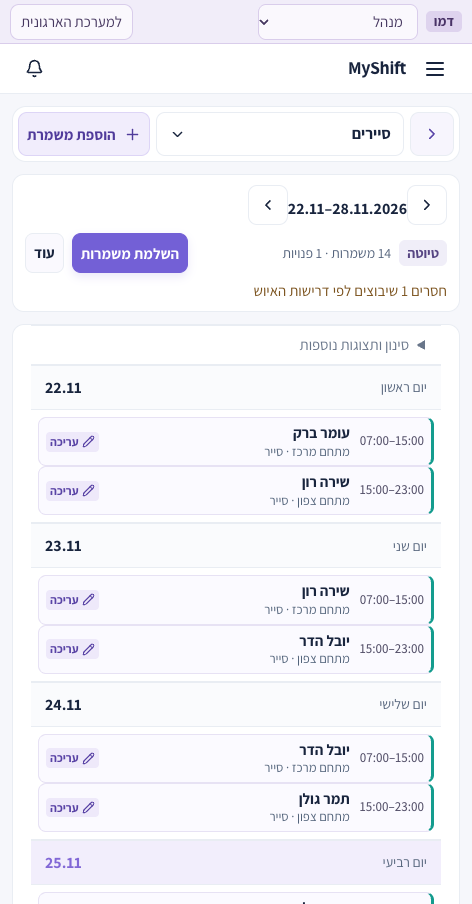 דמו
מנהל
למערכת הארגונית
MyShift
סיירים
הוספת משמרת
22.11–28.11.2026
טיוטה
14 משמרות · 1 פנויות
השלמת משמרות
עוד
חסרים 1 שיבוצים לפי דרישות האיוש
סינון ותצוגות נוספות
יום ראשון 22.11
07:00–15:00 עומר ברק עריכה
מתחם מרכז · סייר
15:00–23:00 שירה רון עריכה
מתחם צפון · סייר
יום שני 23.11
07:00–15:00 שירה רון עריכה
מתחם מרכז · סייר
15:00–23:00 יובל הדר עריכה
מתחם צפון · סייר
יום שלישי 24.11
07:00–15:00 יובל הדר עריכה
מתחם מרכז · סייר
15:00–23:00 תמר גולן עריכה
מתחם צפון · סייר
יום רביעי 25.11